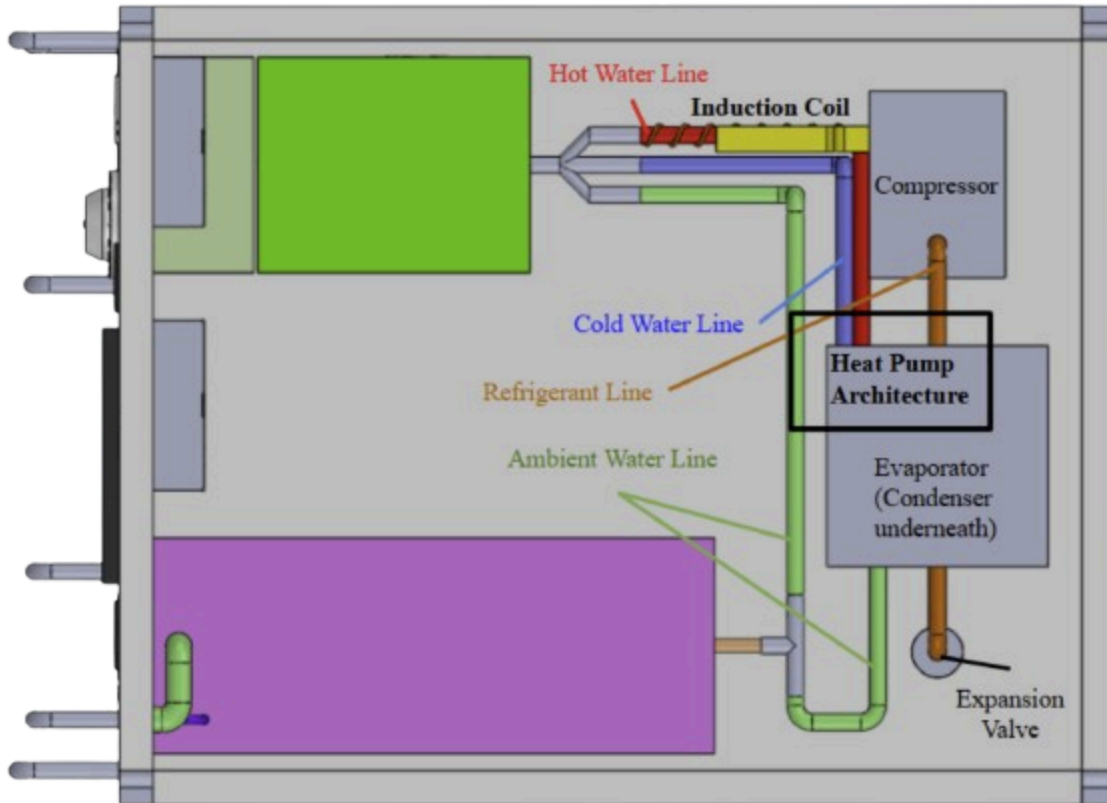 Hot Water Line
Induction Coil
Compressor
Cold Water Line
Heat Pump
Architecture
Refrigerant Line
Ambient Water Line
Evaporator
(Condenser
underneath)
Expansion
Valve